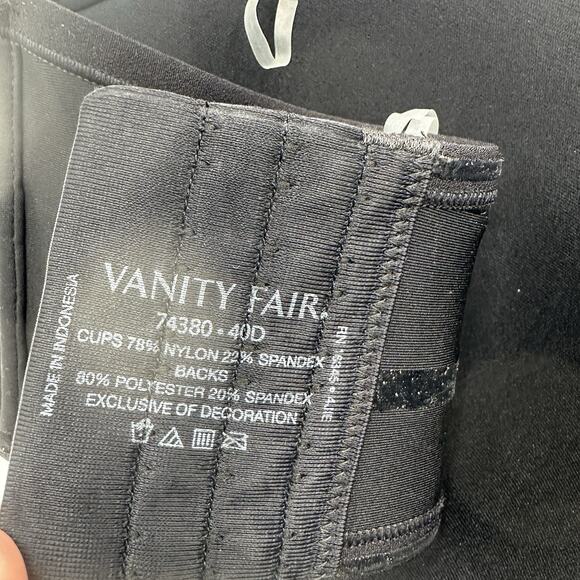 VANITY FAIR®
74380 • 40D
CUPS 78% NYLON 22% SPANDEX
BACKS
80% POLYESTER 20% SPANDEX
EXCLUSIVE OF DECORATION
MADE IN INDONESIA
RN